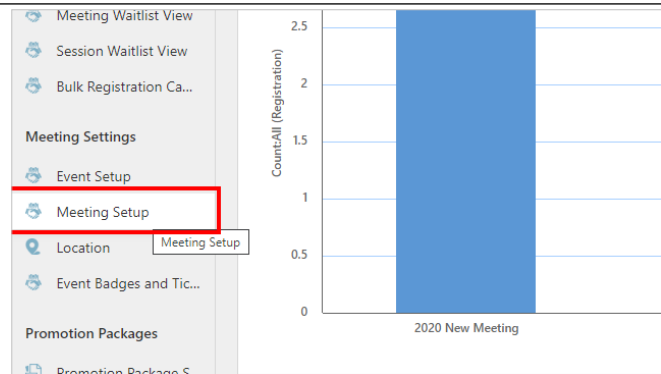 Meeting Waitlist View
Session Waitlist View
Bulk Registration Ca...
Meeting Settings
Event Setup
Meeting Setup
Location
Meeting Setup
Event Badges and Tic...
Promotion Packages
Promotion Package S
Count:All (Registration)
2.5
2
1.5
1
0.5
0
2020 New Meeting